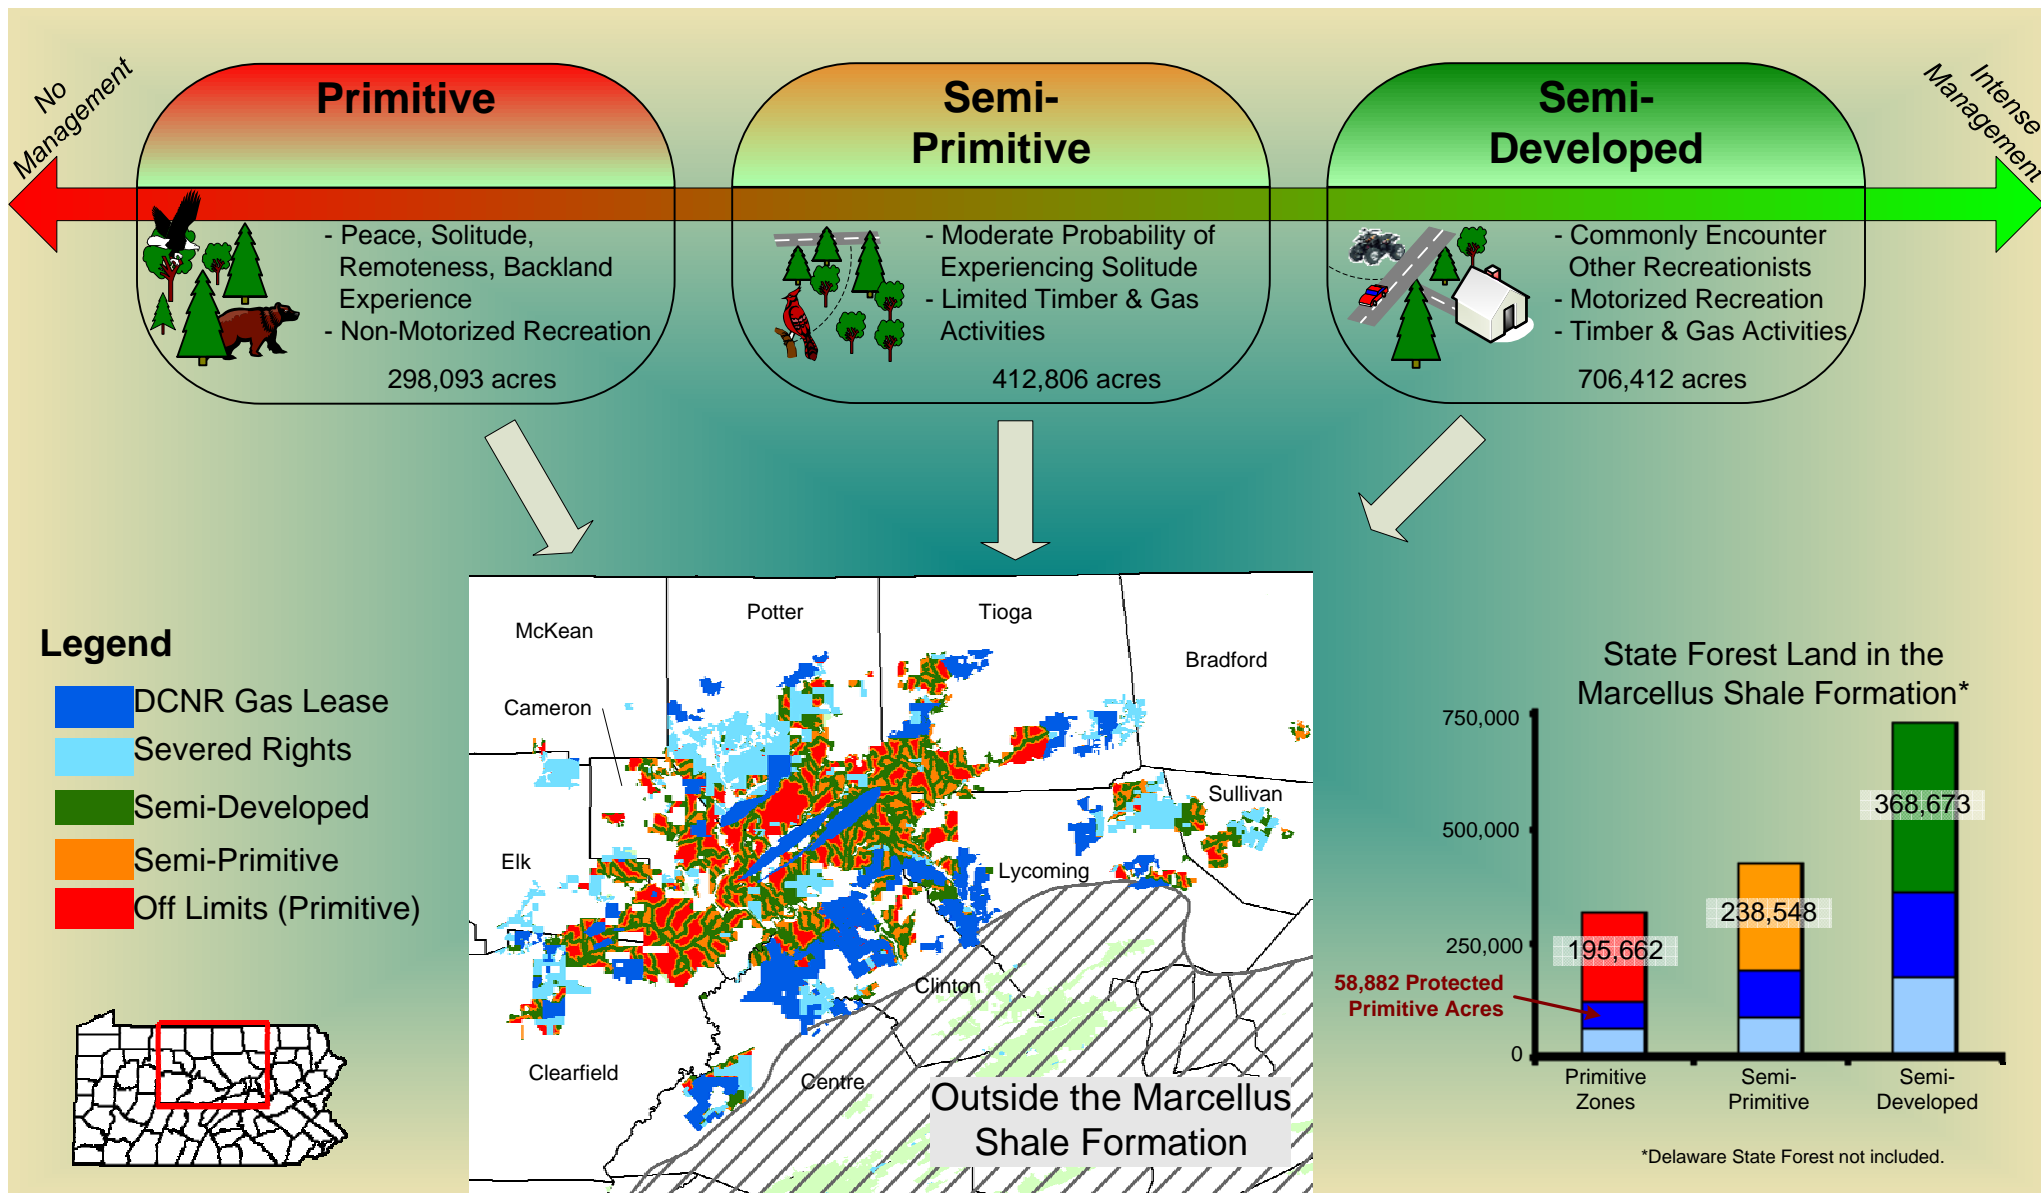 No
Management
Intense
Management
Primitive
- Peace, Solitude,
Remoteness, Backland
Experience
- Non-Motorized Recreation
298,093 acres
Semi-
Primitive
- Moderate Probability of
Experiencing Solitude
- Limited Timber & Gas
Activities
412,806 acres
Semi-
Developed
- Commonly Encounter
Other Recreationists
- Motorized Recreation
- Timber & Gas Activities
706,412 acres
Legend
DCNR Gas Lease
Severed Rights
Semi-Developed
Semi-Primitive
Off Limits (Primitive)
McKean
Potter
Tioga
Bradford
Cameron
Sullivan
Elk
Lycoming
Clinton
Clearfield
Centre
Outside the Marcellus
Shale Formation
State Forest Land in the
Marcellus Shale Formation*
750,000
500,000
250,000
0
368,673
238,548
195,662
58,882 Protected
Primitive Acres
Primitive
Zones
Semi-
Primitive
Semi-
Developed
*Delaware State Forest not included.